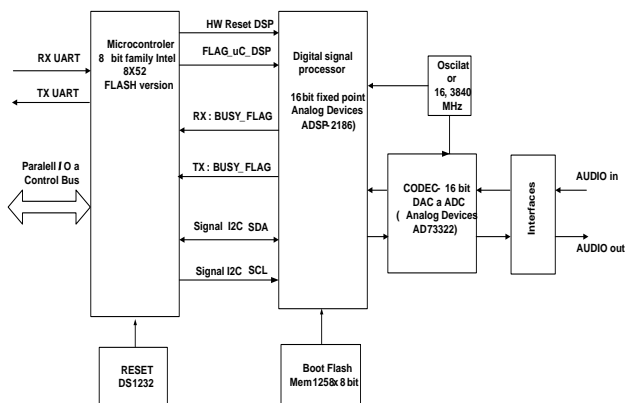 HW Reset DSP
Microcontroler
8 bit family Intel
8X52
FLASH version
RX UART
TX UART
FLAG_uC_DSP
Digital signal
processor
16bit fixed point
Analog Devices
ADSP-2186)
Oscilat
or
16, 3840
MHz
RX : BUSY_FLAG
Paralell I/O a
Control Bus
TX : BUSY_FLAG
CODEC- 16 bit
DAC a ADC
( Analog Devices
AD73322)
Interfaces
AUDIO in
AUDIO out
Signal I2C SDA
Signal I2C SCL
RESET
DS1232
Boot Flash
Mem1258x 8 bit